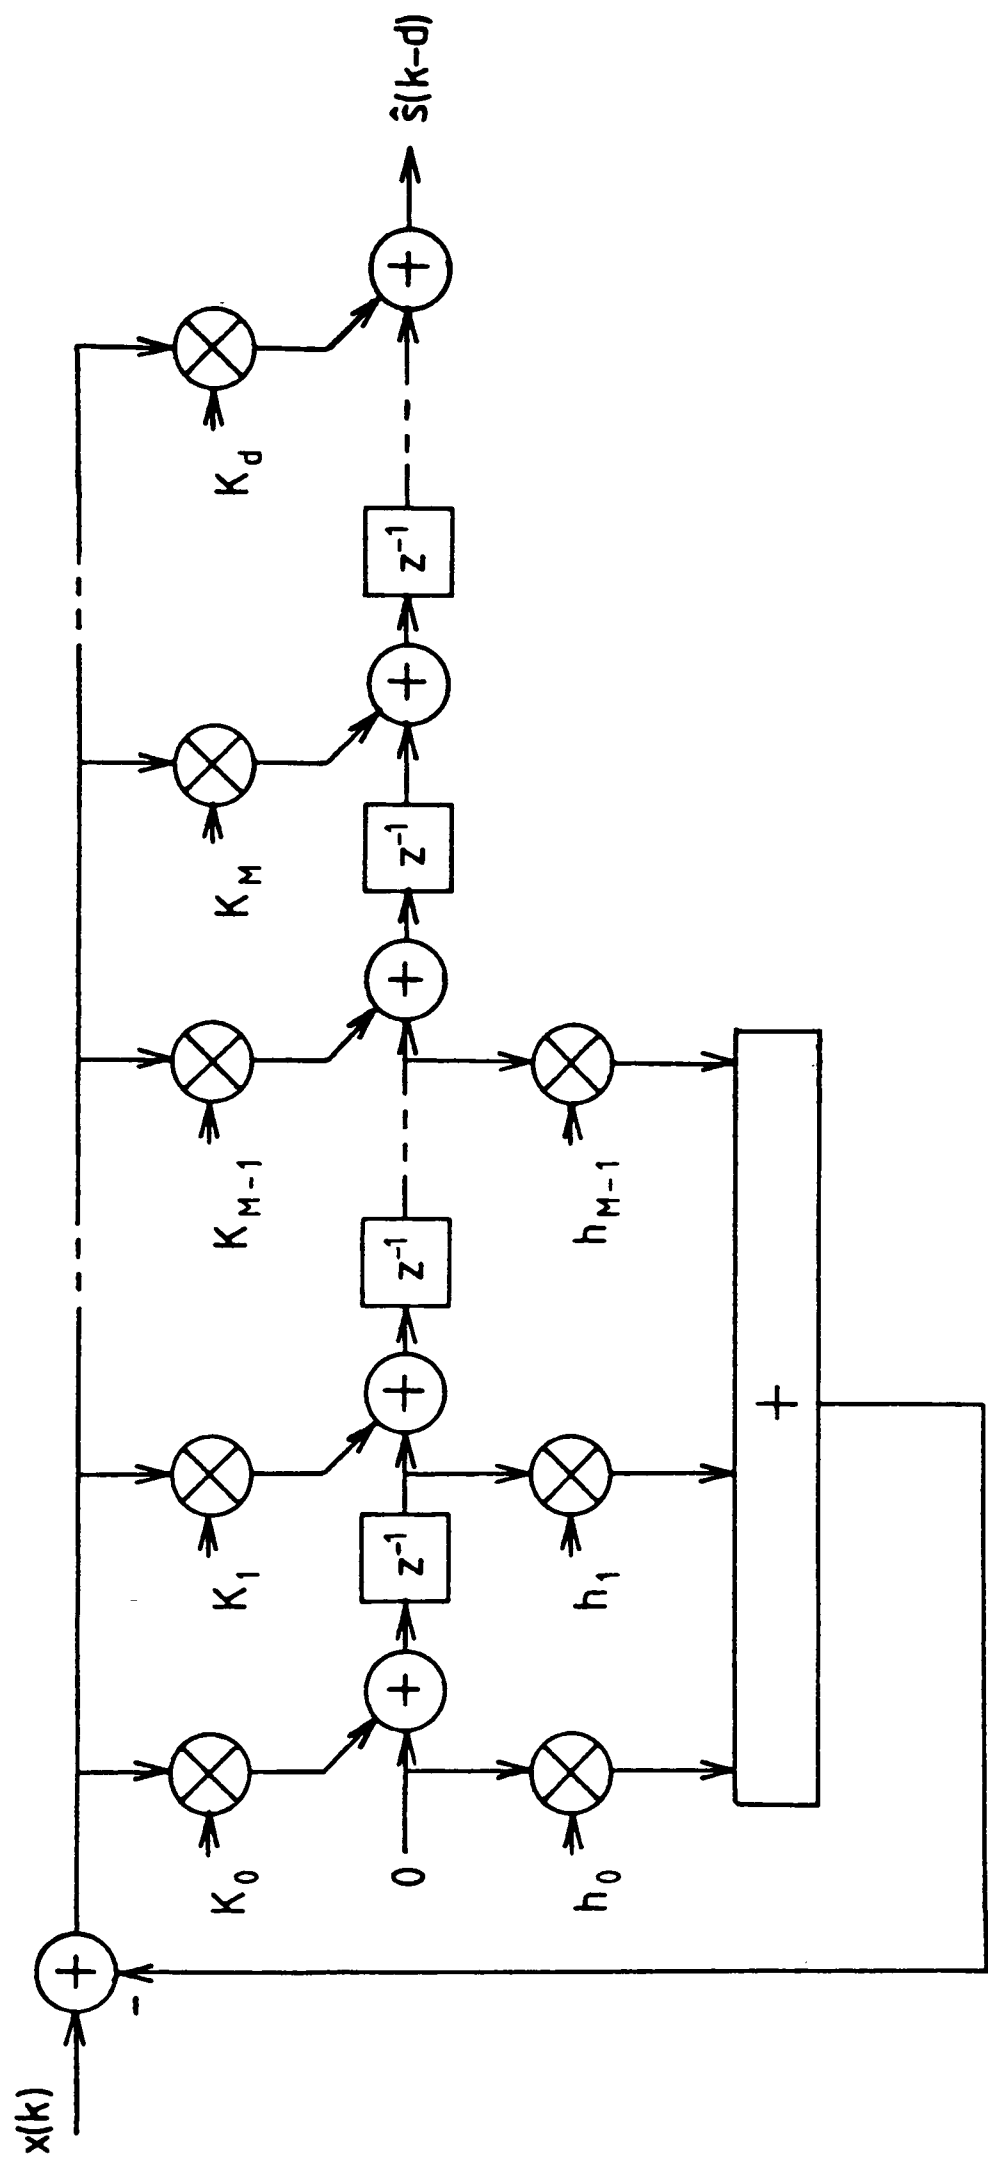 x(k)
+
-
K₀
K₁
K_{M-1}
K_M
K_d
0
+
z⁻¹
+
z⁻¹
+
z⁻¹
+
z⁻¹
+
ŝ(k-d)
h₀
h₁
h_{M-1}
+